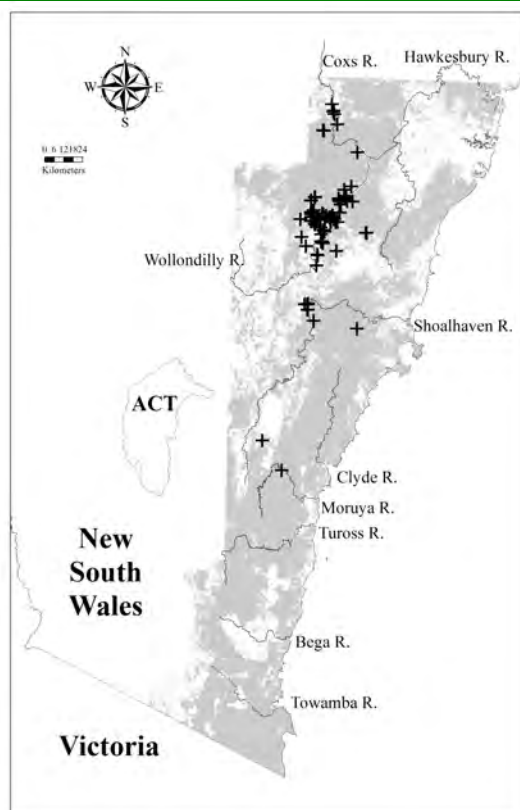 Coxs R.
Hawkesbury R.
N
W E
S
0 6 121824
Kilometers
Wollondilly R.
Shoalhaven R.
ACT
Clyde R.
Moruya R.
Tuross R.
New
South
Wales
Bega R.
Towamba R.
Victoria